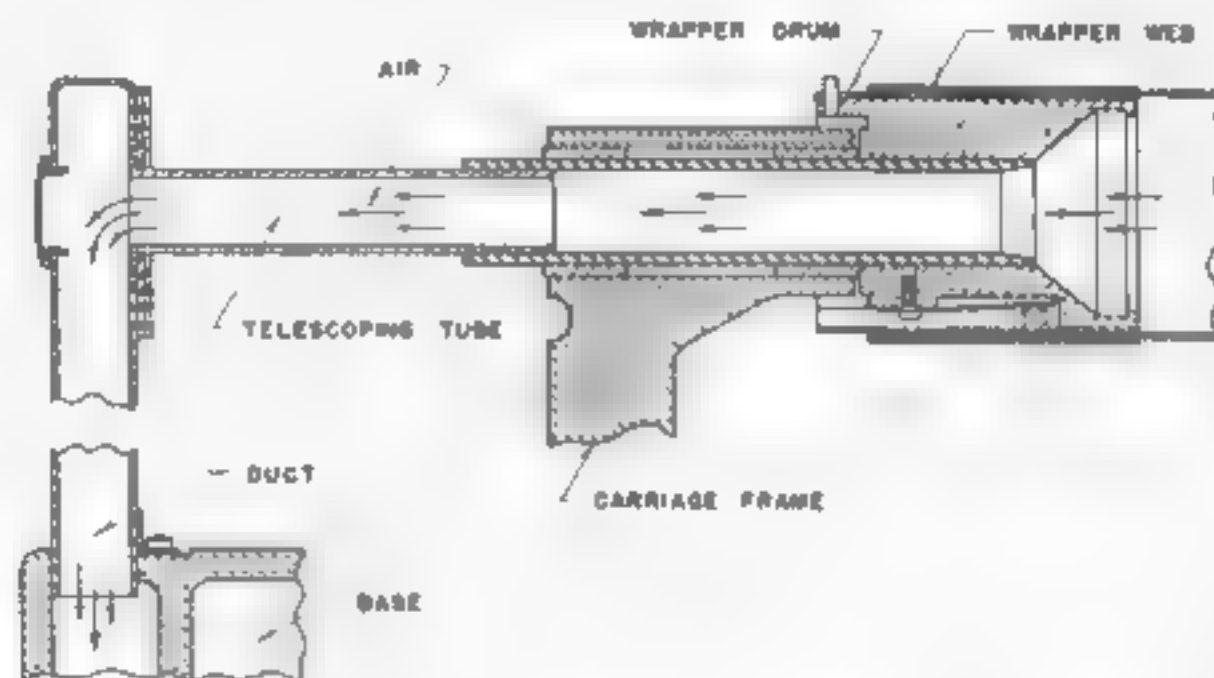 WRAPPER DRUM
WRAPPER WEB
AIR
TELESCOPING TUBE
DUCT
CARRIAGE FRAME
BASE